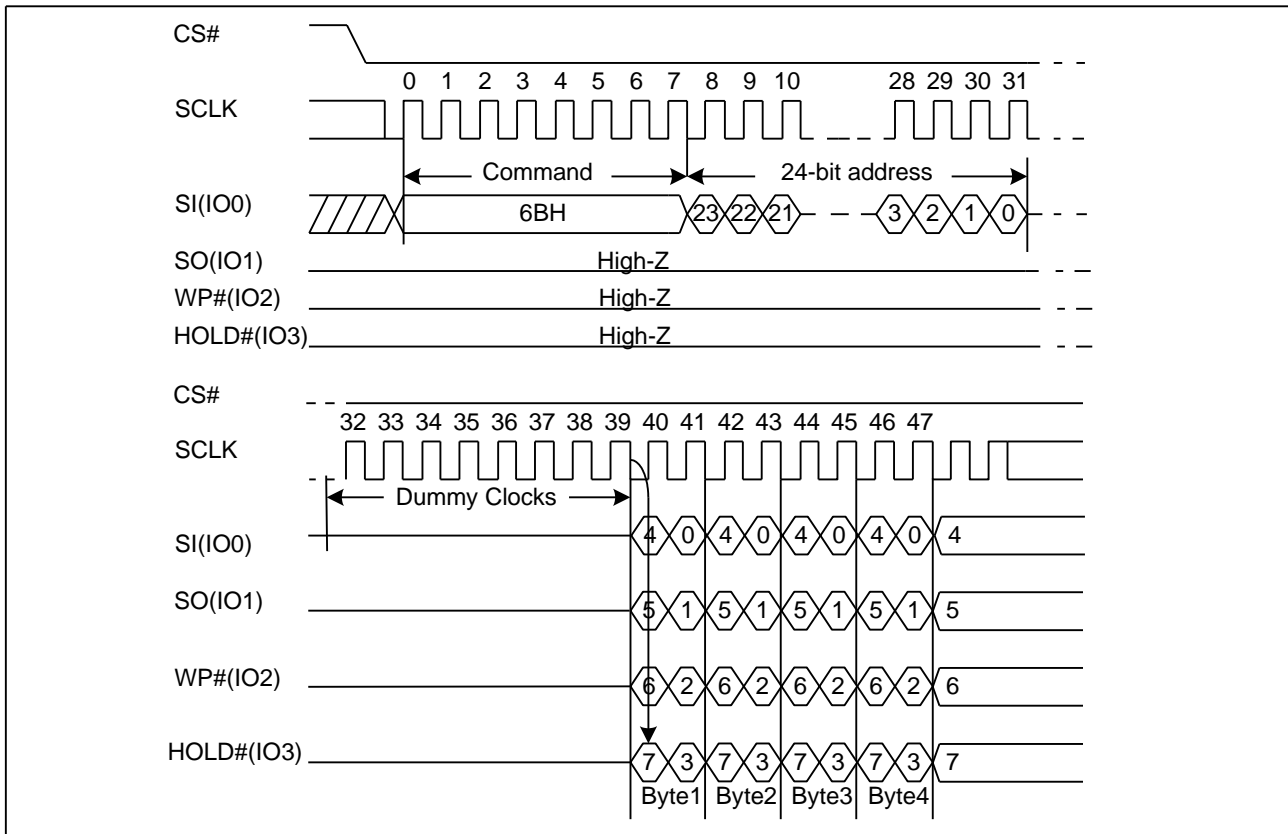 CS#
0 1 2 3 4 5 6 7 8 9 10 28 29 30 31
SCLK
Command 24-bit address
SI(IO0) 6BH 23 22 21 3 2 1 0
SO(IO1) High-Z
WP#(IO2) High-Z
HOLD#(IO3) High-Z
CS#
32 33 34 35 36 37 38 39 40 41 42 43 44 45 46 47
SCLK
Dummy Clocks
SI(IO0) 4 0 4 0 4 0 4 0 4
SO(IO1) 5 1 5 1 5 1 5 1 5
WP#(IO2) 6 2 6 2 6 2 6 2 6
HOLD#(IO3) 7 3 7 3 7 3 7 3 7
Byte1 Byte2 Byte3 Byte4